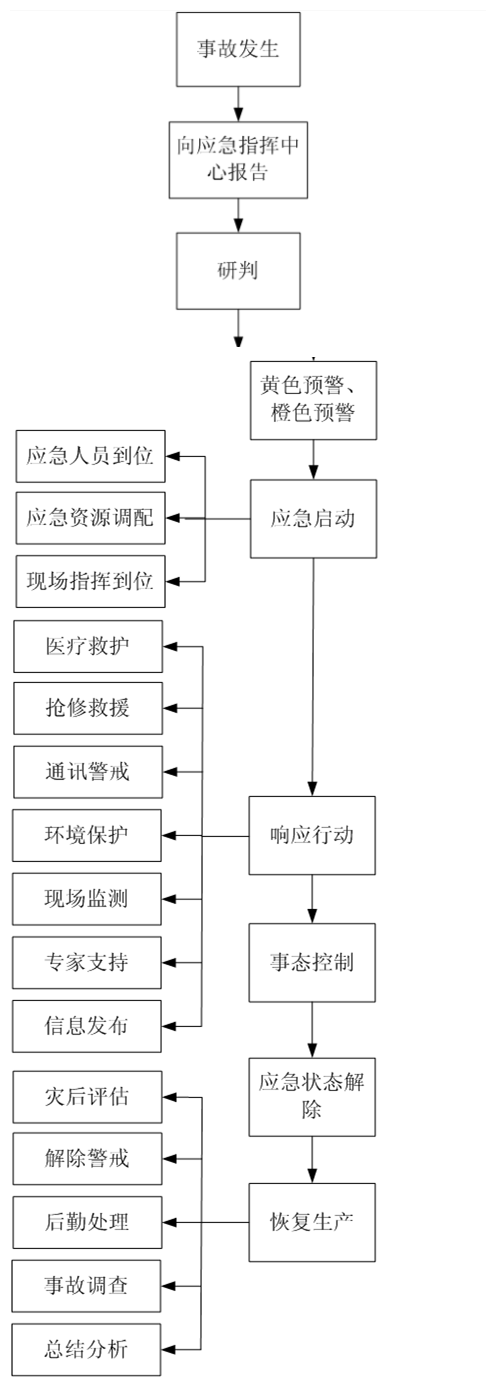 事故发生
向应急指挥中
心报告
研判
黄色预警、
橙色预警
应急人员到位
应急资源调配
应急启动
现场指挥到位
医疗救护
抢修救援
通讯警戒
环境保护
响应行动
现场监测
专家支持
事态控制
信息发布
灾后评估
应急状态解
除
解除警戒
后勤处理
恢复生产
事故调查
总结分析